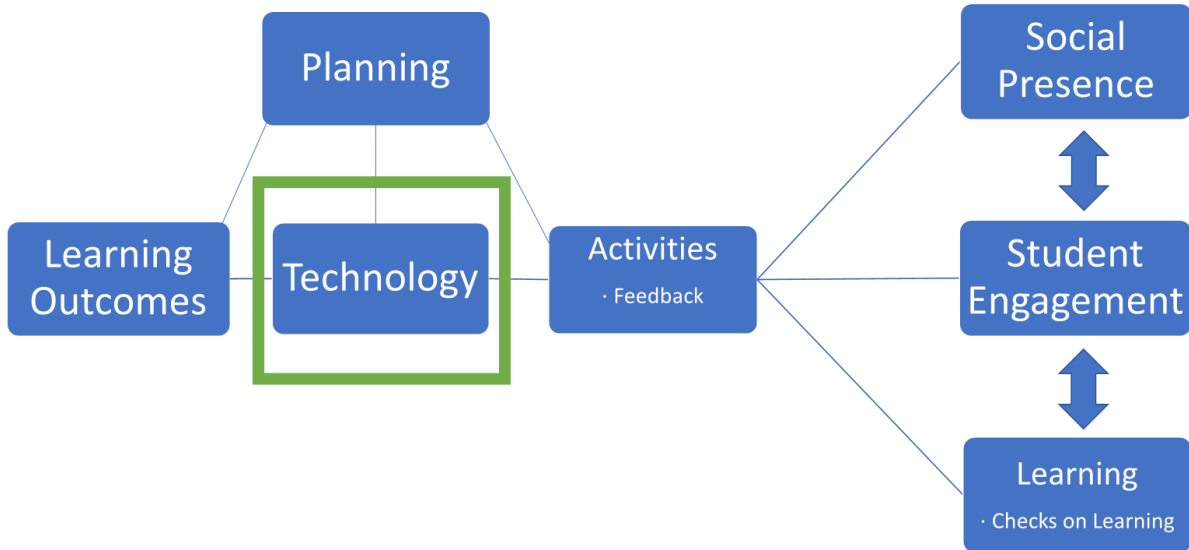 Planning
Learning
Outcomes
Technology
Activities
· Feedback
Social
Presence
Student
Engagement
Learning
· Checks on Learning